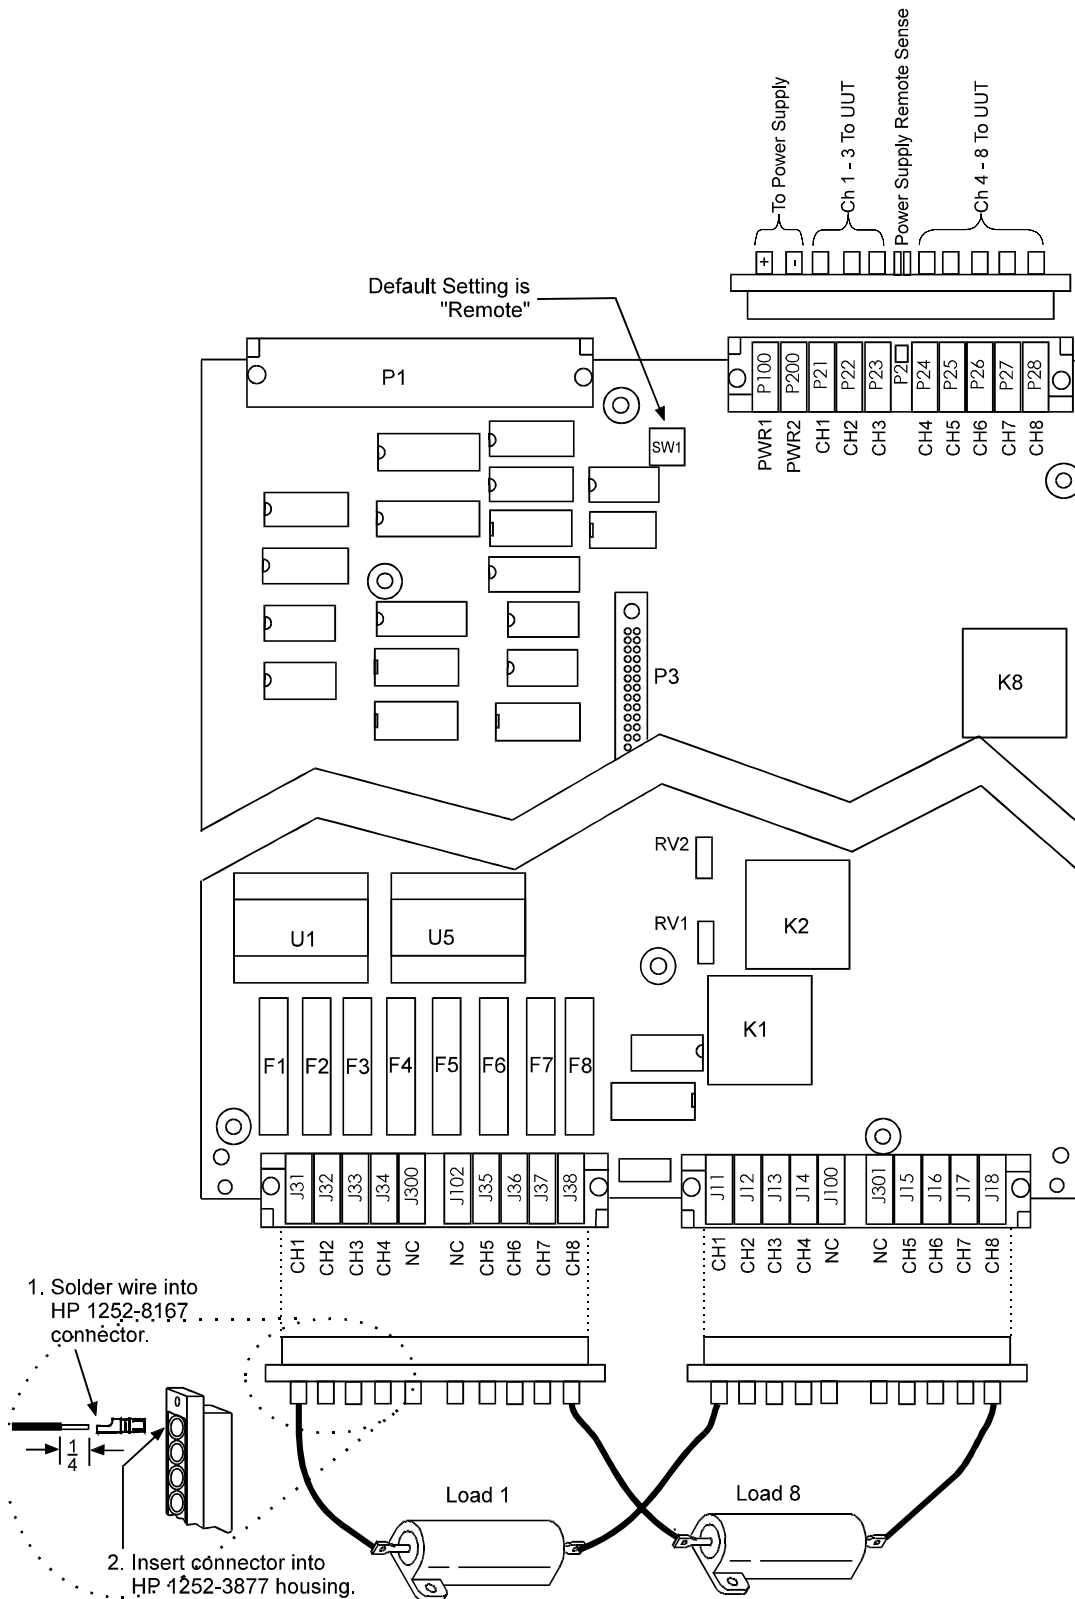 To Power Supply
Ch 1 - 3 To UUT
Power Supply Remote Sense
Ch 4 - 8 To UUT
+ -
Default Setting is
"Remote"
P1
P100 P200 P21 P22 P23 P2 P24 P25 P26 P27 P28
PWR1 PWR2 CH1 CH2 CH3 CH4 CH5 CH6 CH7 CH8
SW1
P3
K8
RV2
RV1
K2
U1 U5
K1
F1 F2 F3 F4 F5 F6 F7 F8
J31 J32 J33 J34 J300 J102 J35 J36 J37 J38
J11 J12 J13 J14 J100 J301 J15 J16 J17 J18
CH1 CH2 CH3 CH4 NC NC CH5 CH6 CH7 CH8
CH1 CH2 CH3 CH4 NC NC CH5 CH6 CH7 CH8
1. Solder wire into
HP 1252-8167
connector.
1
4
Load 1
Load 8
2. Insert connector into
HP 1252-3877 housing.